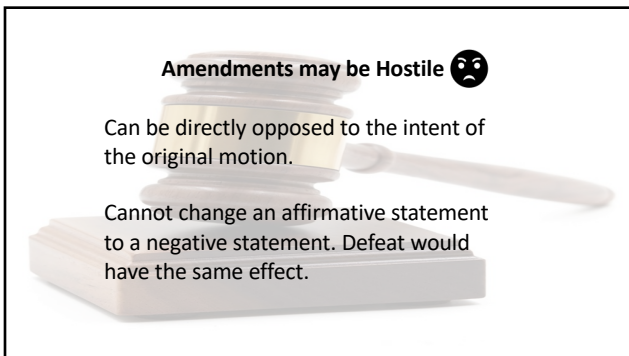 Amendments may be Hostile
Can be directly opposed to the intent of
the original motion.
Cannot change an affirmative statement
to a negative statement. Defeat would
have the same effect.